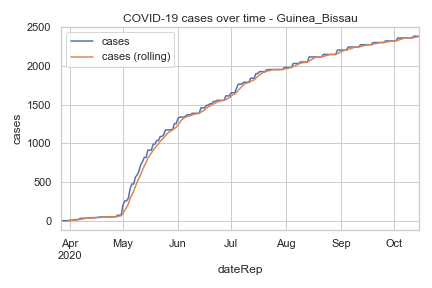 COVID-19 cases over time - Guinea_Bissau
cases
cases (rolling)
2500
2000
1500
1000
500
0
cases
Apr May Jun Jul Aug Sep Oct
2020
dateRep